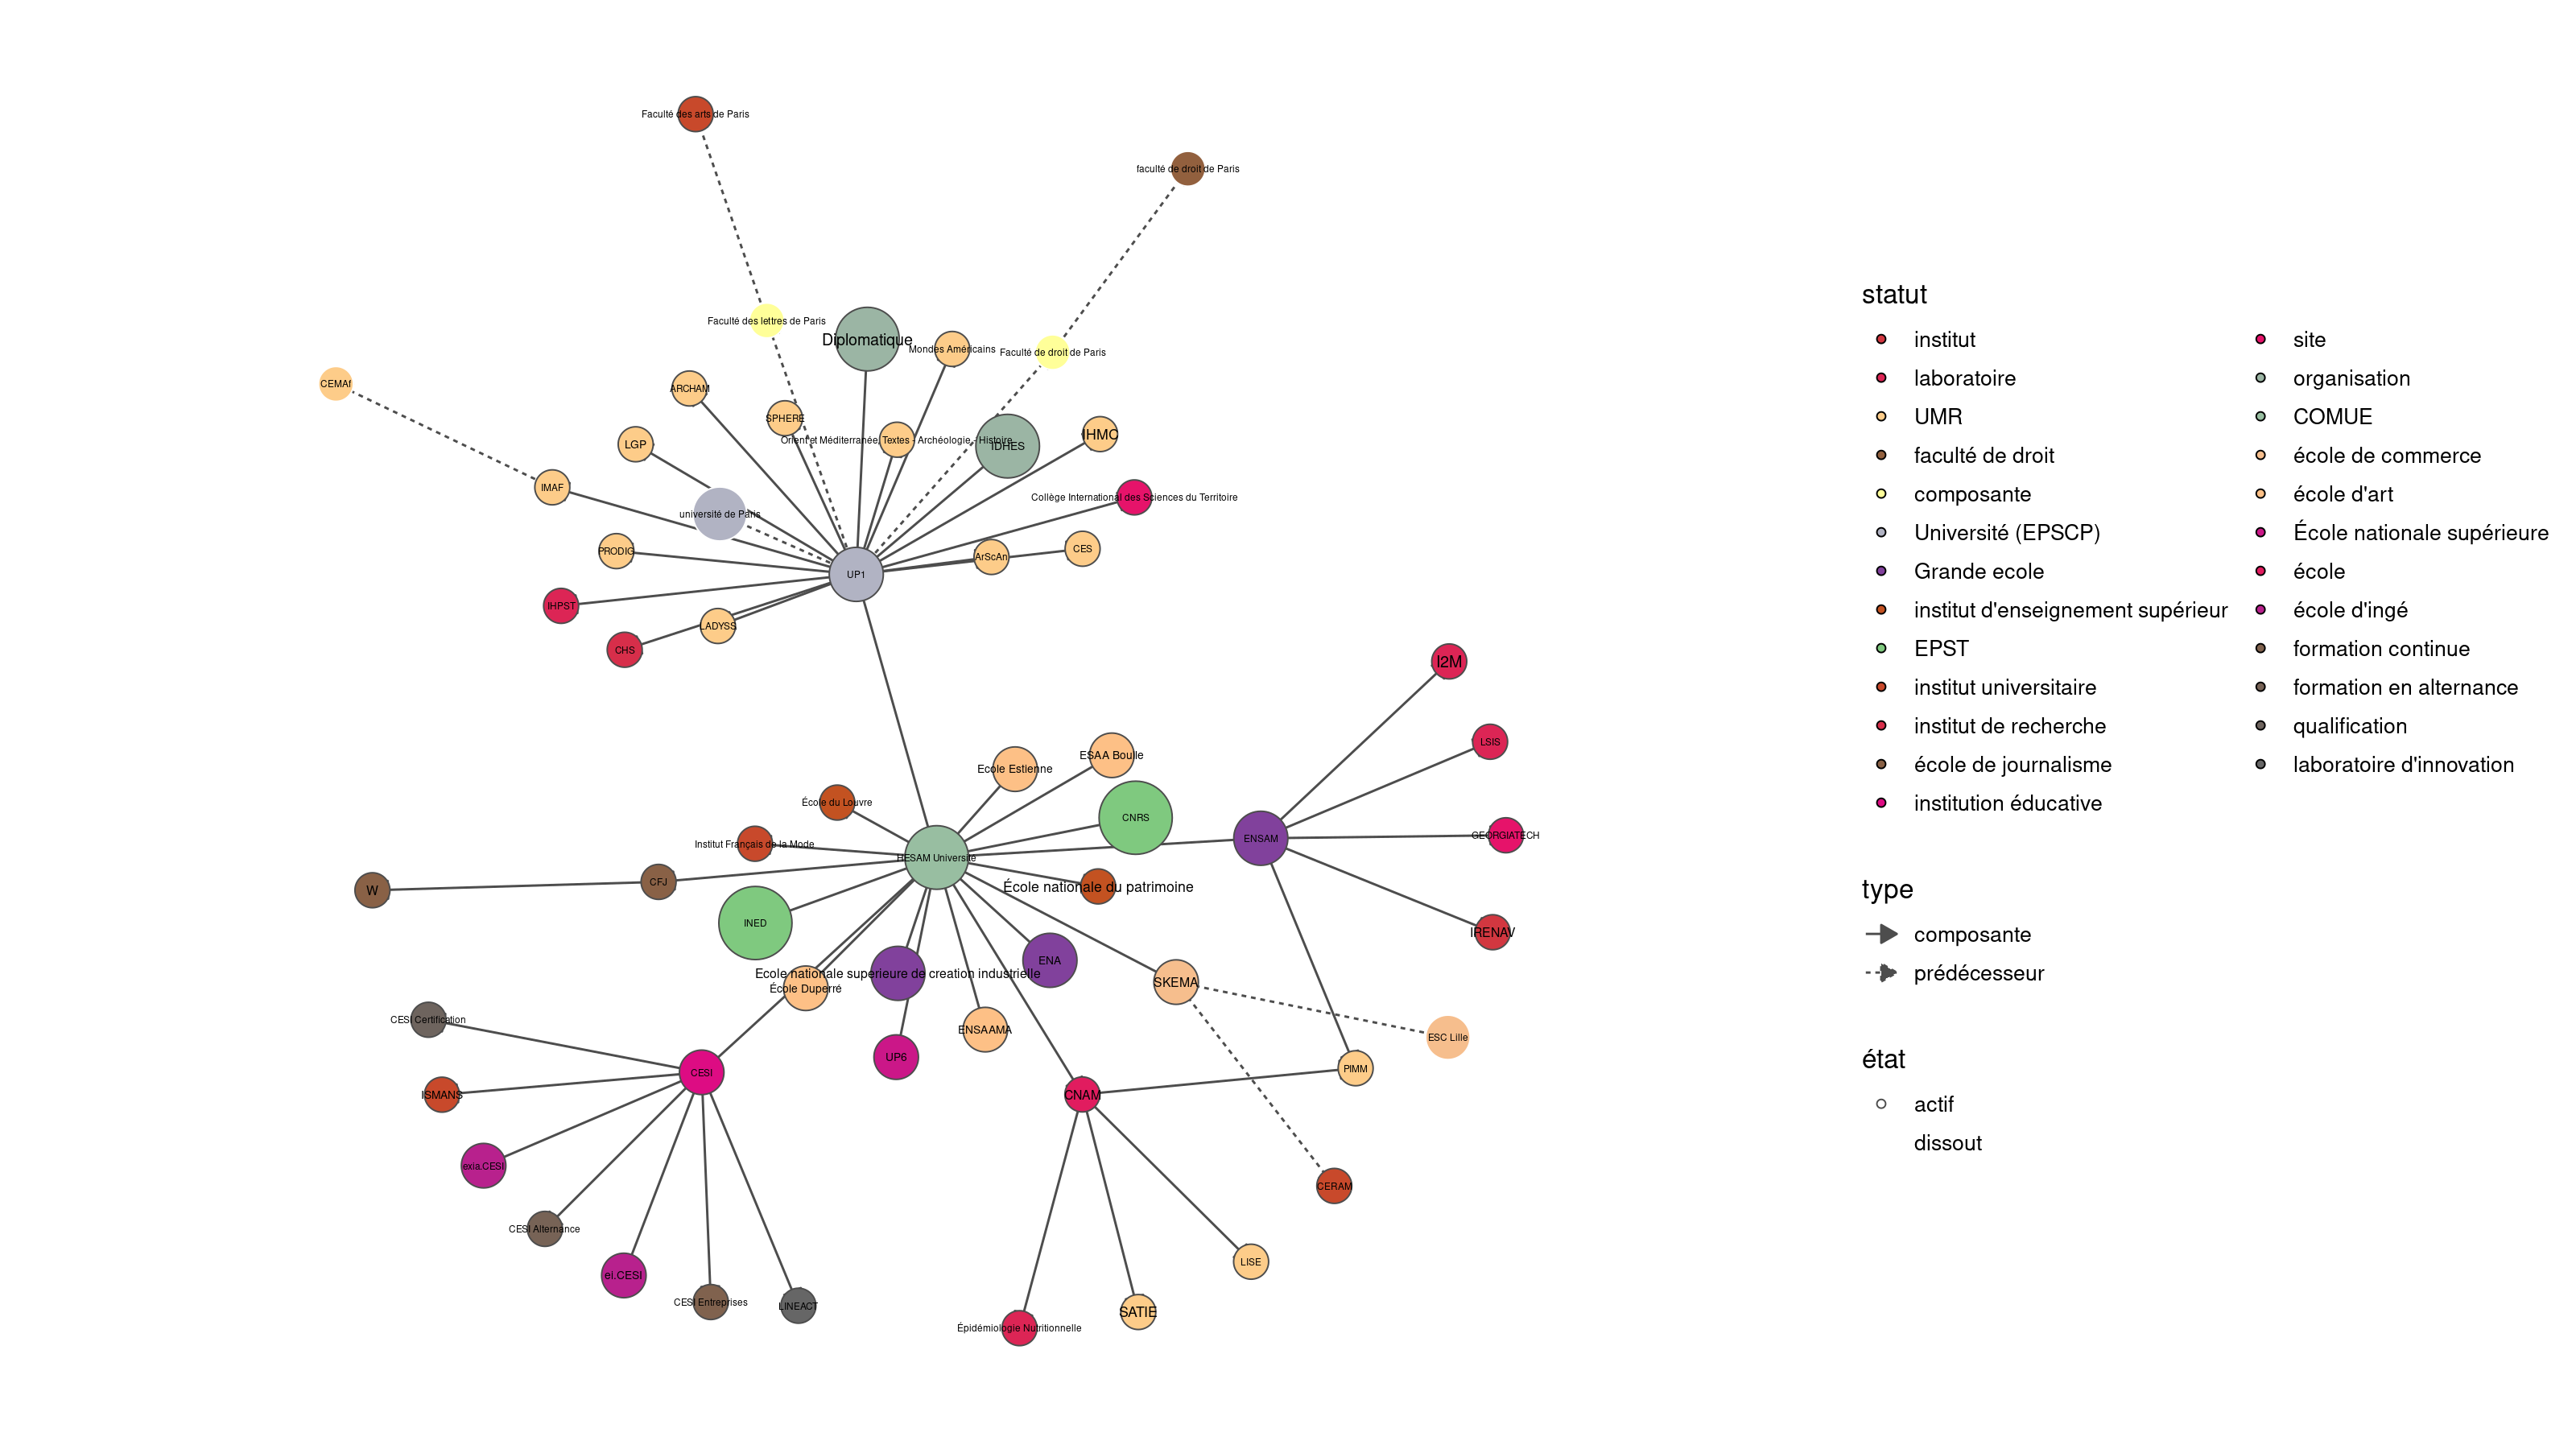 Faculté des arts de Paris
faculté de droit de Paris
Faculté des lettres de Paris
Diplomatique
Mondes Américains
Faculté de droit de Paris
CEMAf
ARCHAM
SPHERE
Orient et Méditerranée, Textes - Archéologie - Histoire
IDHES
IHMC
LGP
IMAF
université de Paris
Collège International des Sciences du Territoire
PRODIG
ArScAn
CES
UP1
IHPST
LADYSS
CHS
I2M
LSIS
Ecole Estienne
ESAA Boulle
École du Louvre
CNRS
ENSAM
GEORGIATECH
Institut Français de la Mode
HESAM Université
W
CFJ
École nationale du patrimoine
INED
IRENAV
ENA
Ecole nationale superieure de creation industrielle
École Duperré
SKEMA
CESI Certification
ENSAAMA
ESC Lille
UP6
CESI
PIMM
ISMANS
CNAM
exia.CESI
CERAM
CESI Alternance
LISE
ei.CESI
CESI Entreprises
LINEACT
SATIE
Épidémiologie Nutritionnelle
statut
institut
laboratoire
UMR
faculté de droit
composante
Université (EPSCP)
Grande ecole
institut d'enseignement supérieur
EPST
institut universitaire
institut de recherche
école de journalisme
institution éducative
site
organisation
COMUE
école de commerce
école d'art
École nationale supérieure
école
école d'ingé
formation continue
formation en alternance
qualification
laboratoire d'innovation
type
composante
prédécesseur
état
actif
dissout